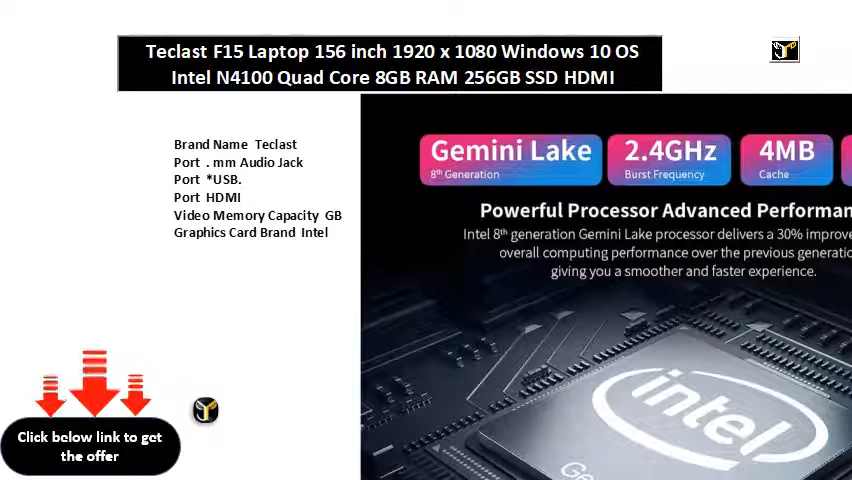 Teclast F15 Laptop 156 inch 1920 x 1080 Windows 10 OS
Intel N4100 Quad Core 8GB RAM 256GB SSD HDMI
Brand Name Teclast
Port . mm Audio Jack
Port *USB.
Port HDMI
Video Memory Capacity GB
Graphics Card Brand Intel
Gemini Lake
8th Generation
2.4GHz
Burst Frequency
4MB
Cache
Powerful Processor Advanced Performan
Intel 8th generation Gemini Lake processor delivers a 30% improve
overall computing performance over the previous generatio
giving you a smoother and faster experience.
intel
Ge
Click below link to get
the offer